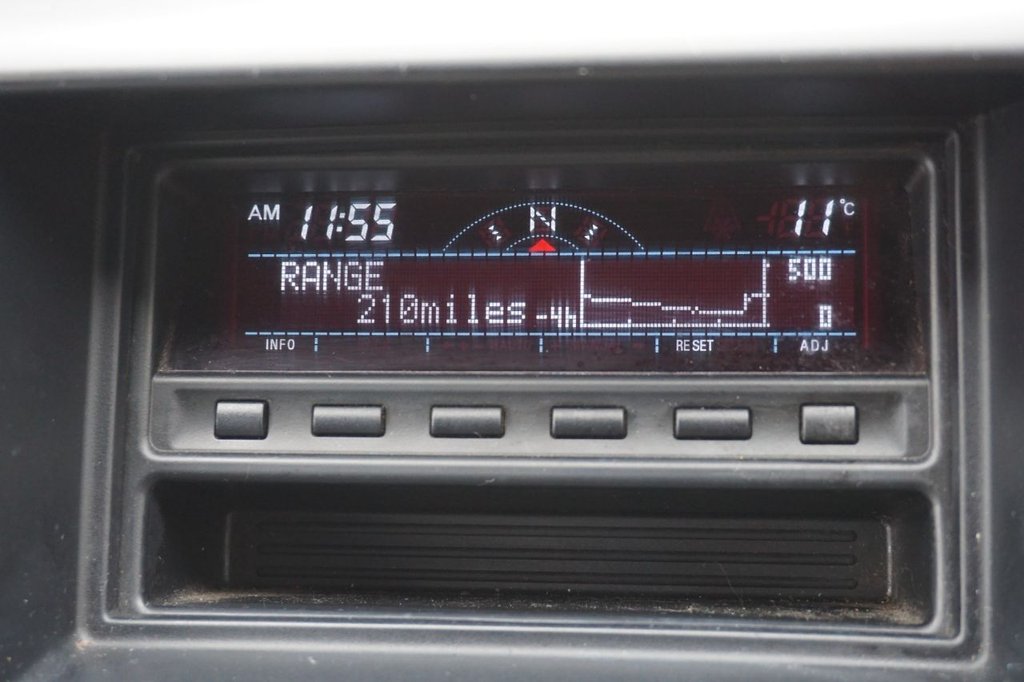 AM 11:55 N 11°C
RANGE 500
210miles -4h 0
INFO RESET ADJ